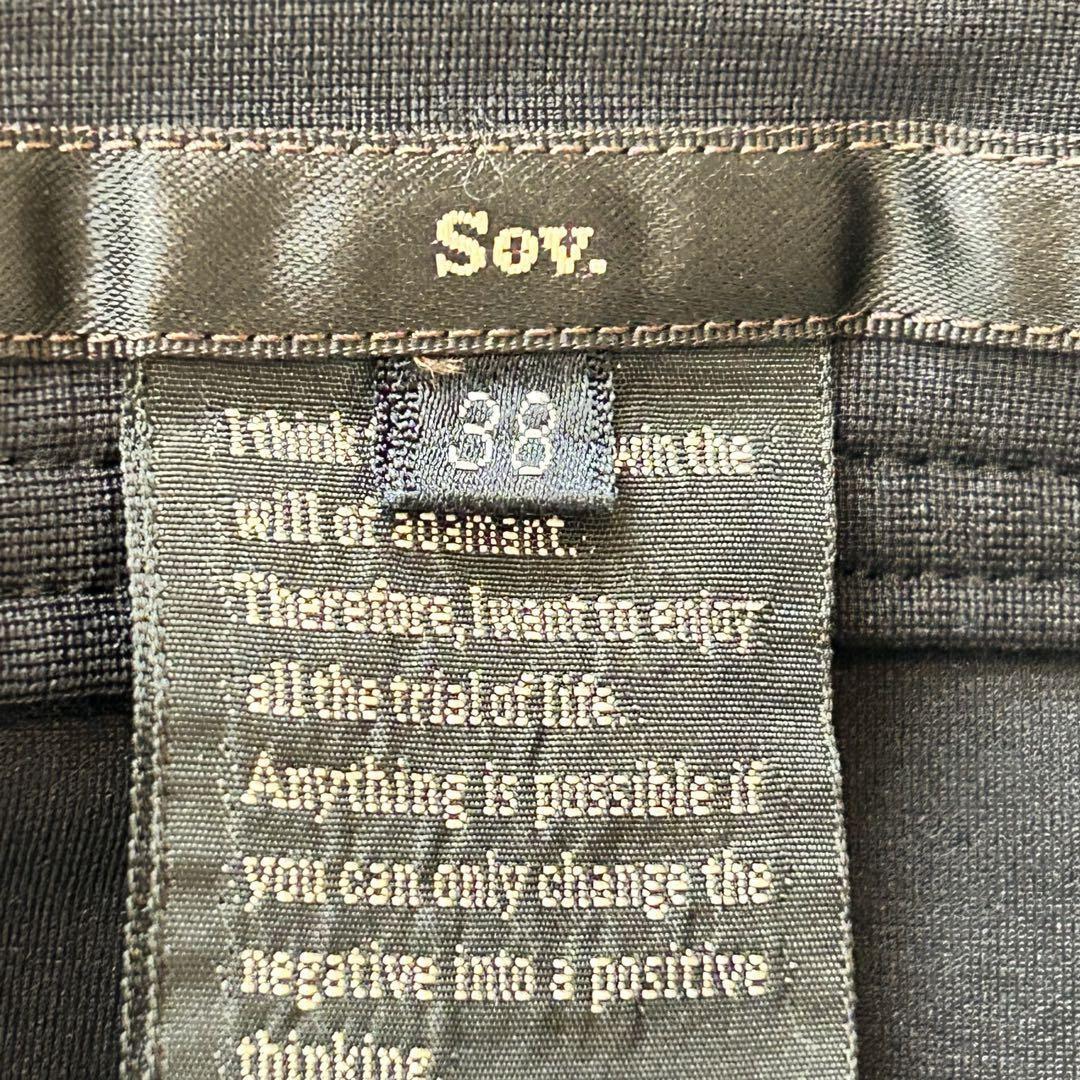 Sov.
38
I think in the
will of adamant.
Therefore, I want to enjoy
all the trial of life.
Anything is possible if
you can only change the
negative into a positive
thinking.